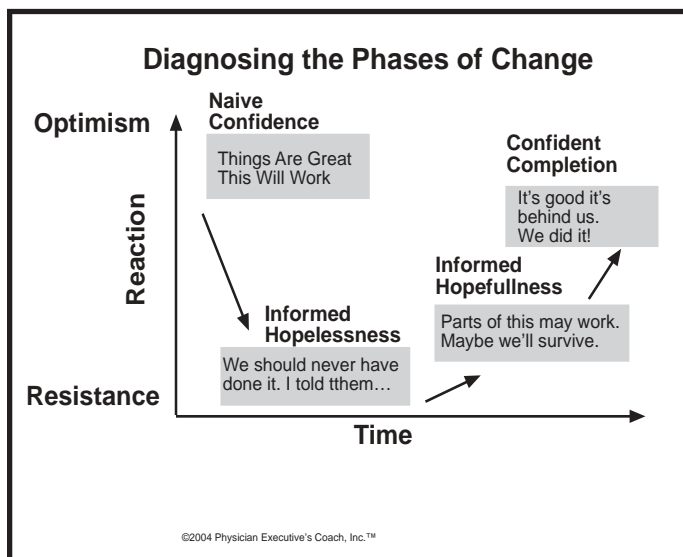 Diagnosing the Phases of Change
Optimism
Reaction
Resistance
Naive
Confidence
Things Are Great
This Will Work
Informed
Hopelessness
We should never have
done it. I told tthem…
Informed
Hopefullness
Parts of this may work.
Maybe we'll survive.
Confident
Completion
It's good it's
behind us.
We did it!
Time
©2004 Physician Executive's Coach, Inc.™